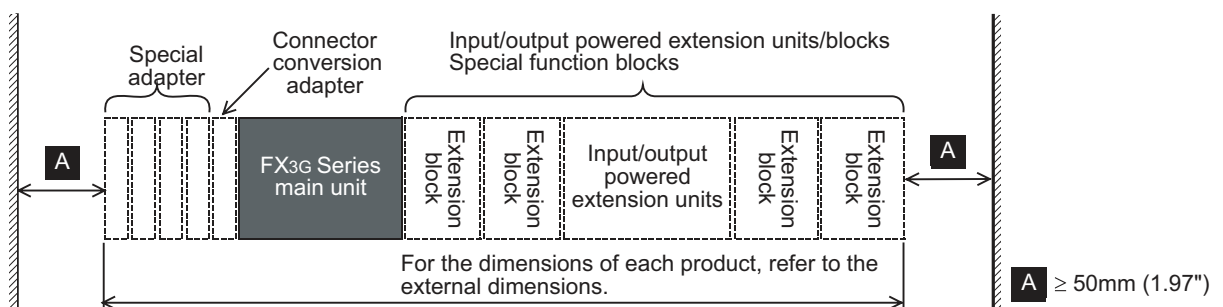 Special
adapter
Connector
conversion
adapter
Input/output powered extension units/blocks
Special function blocks
A
FX3G Series
main unit
Extension
block
Extension
block
Input/output
powered
extension units
Extension
block
Extension
block
A
For the dimensions of each product, refer to the
external dimensions.
A ≥ 50mm (1.97")